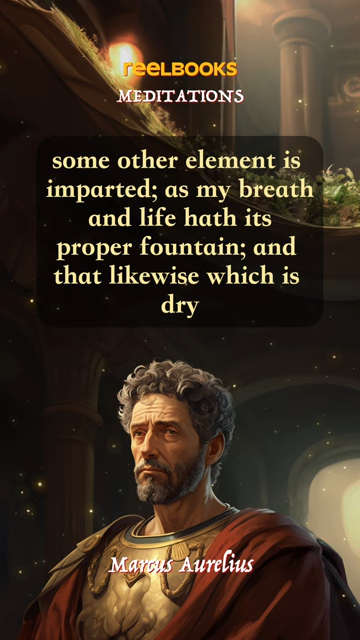 reelbooks
MEDITATIONS
some other element is
imparted; as my breath
and life hath its
proper fountain; and
that likewise which is
dry
Marcus Aurelius